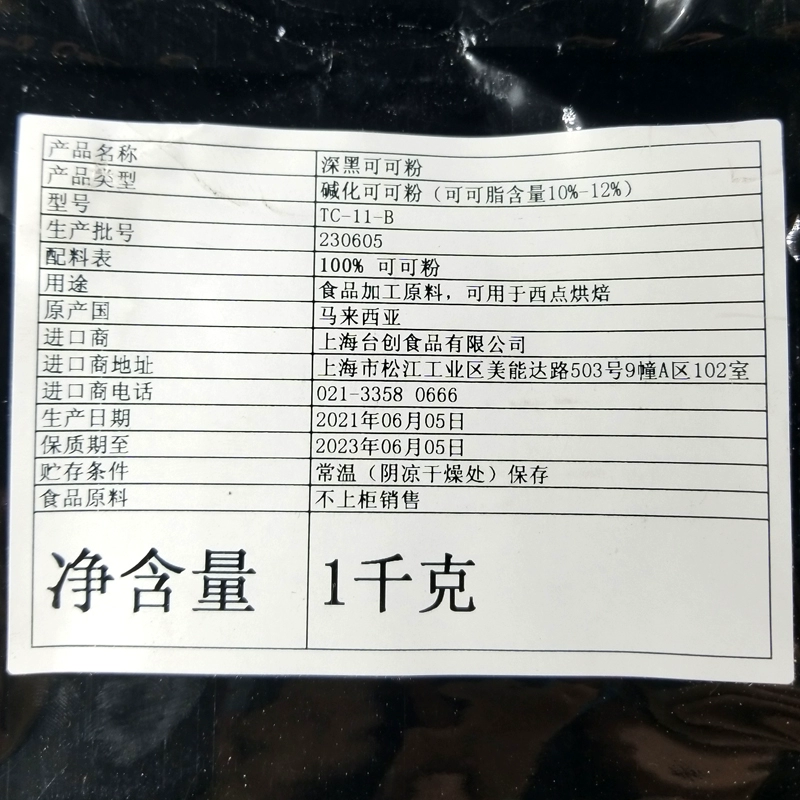 产品名称 深黑可可粉
产品类型 碱化可可粉（可可脂含量10%-12%）
型号 TC-11-B
生产批号 230605
配料表 100% 可可粉
用途 食品加工原料，可用于西点烘焙
原产国 马来西亚
进口商 上海台创食品有限公司
进口商地址 上海市松江工业区美能达路503号9幢A区102室
进口商电话 021-3358 0666
生产日期 2021年06月05日
保质期至 2023年06月05日
贮存条件 常温（阴凉干燥处）保存
食品原料 不上柜销售
净含量 1千克